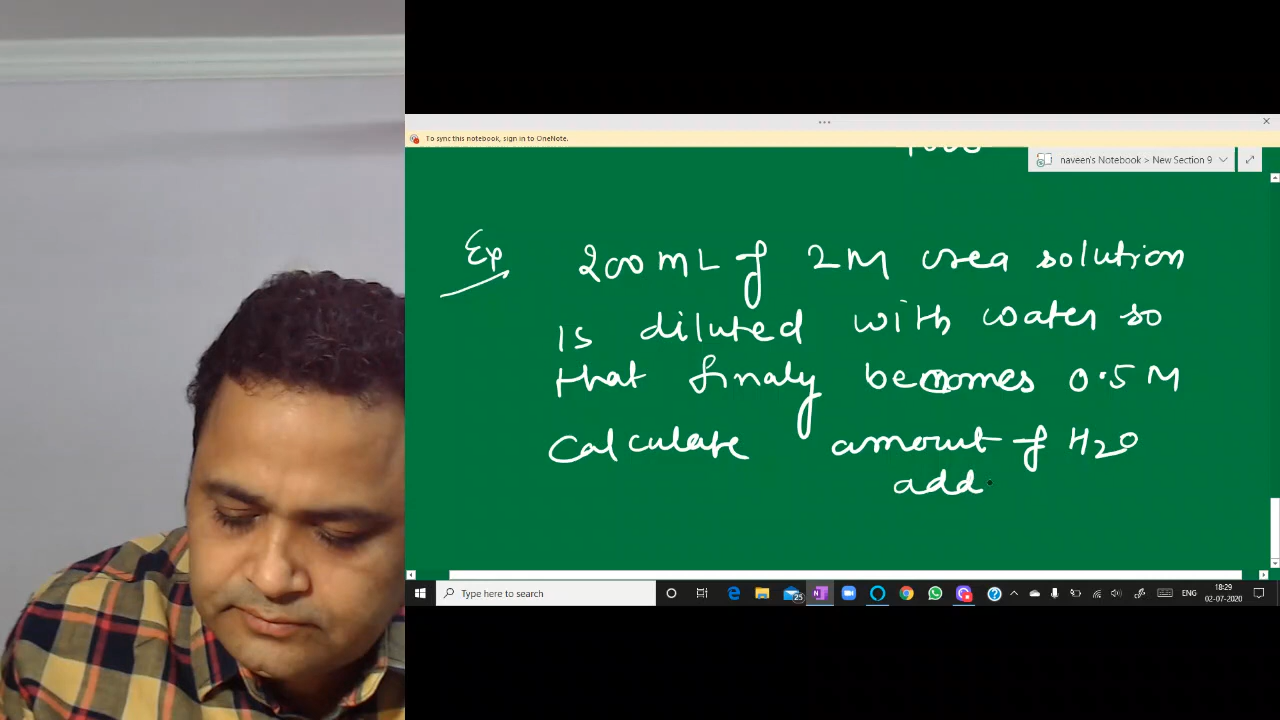 To sync this notebook, sign in to OneNote.
naveen's Notebook > New Section 9
Ex 200 mL of 2M urea solution
is diluted with water so
that finaly becomes 0.5 M
Calculate amount of H2O
add
Type here to search
25
ENG
18:29
02-07-2020